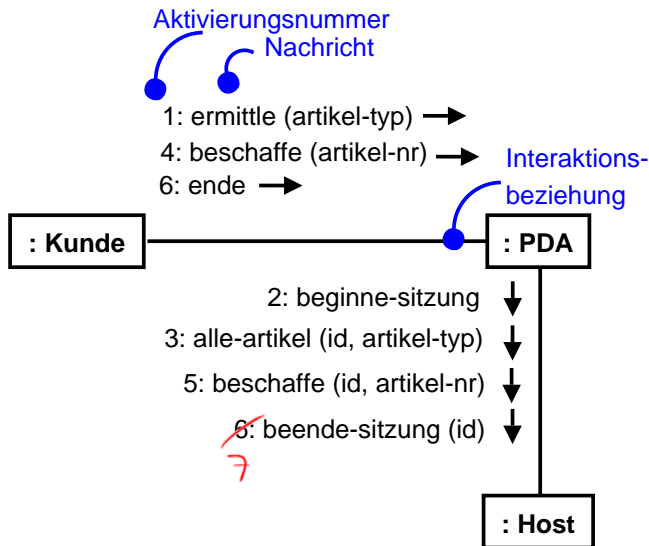 Aktivierungsnummer
Nachricht
1: ermittle (artikel-typ)
4: beschaffe (artikel-nr)
6: ende
Interaktions-
beziehung
: Kunde
: PDA
2: beginne-sitzung
3: alle-artikel (id, artikel-typ)
5: beschaffe (id, artikel-nr)
6: beende-sitzung (id)
7
: Host